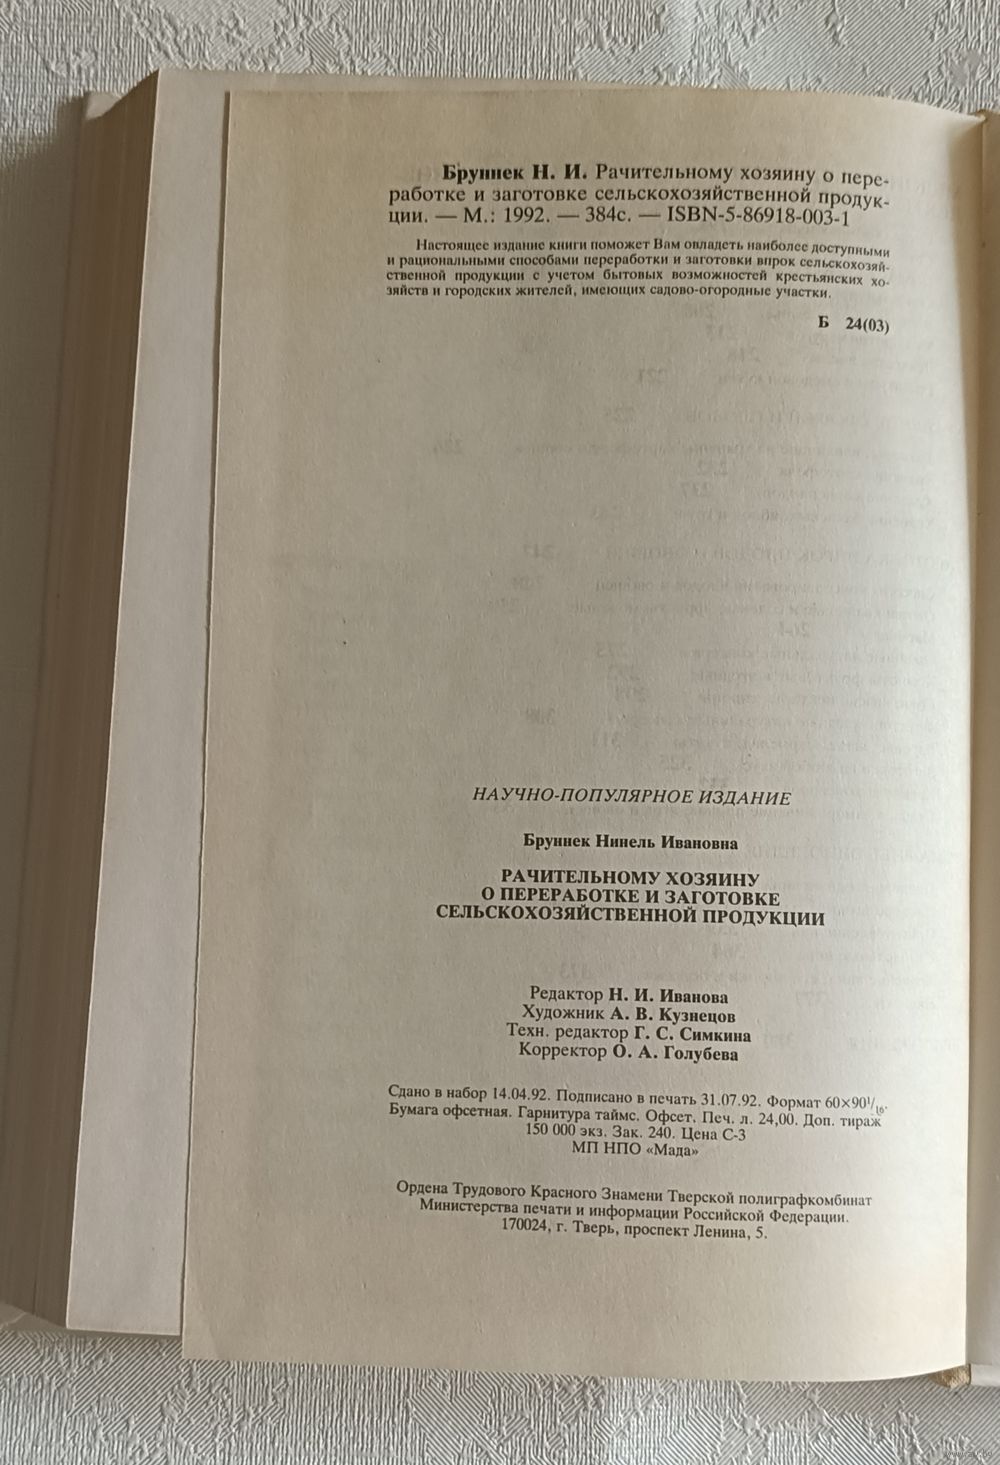 Бруннек Н. И. Рачительному хозяину о пере-
работке и заготовке сельскохозяйственной продук-
ции. — М.: 1992. — 384с. — ISBN-5-86918-003-1
Настоящее издание книги поможет Вам овладеть наиболее доступными
и рациональными способами переработки и заготовки впрок сельскохозяй-
ственной продукции с учетом бытовых возможностей крестьянских хо-
зяйств и городских жителей, имеющих садово-огородные участки.
Б 24(03)
НАУЧНО-ПОПУЛЯРНОЕ ИЗДАНИЕ
Бруннек Нинель Ивановна
РАЧИТЕЛЬНОМУ ХОЗЯИНУ
О ПЕРЕРАБОТКЕ И ЗАГОТОВКЕ
СЕЛЬСКОХОЗЯЙСТВЕННОЙ ПРОДУКЦИИ
Редактор Н. И. Иванова
Художник А. В. Кузнецов
Техн. редактор Г. С. Симкина
Корректор О. А. Голубева
Сдано в набор 14.04.92. Подписано в печать 31.07.92. Формат 60×90¹/₁₆.
Бумага офсетная. Гарнитура таймс. Офсет. Печ. л. 24,00. Доп. тираж
150 000 экз. Зак. 240. Цена С-3
МП НПО «Мада»
Ордена Трудового Красного Знамени Тверской полиграфкомбинат
Министерства печати и информации Российской Федерации.
170024, г. Тверь, проспект Ленина, 5.